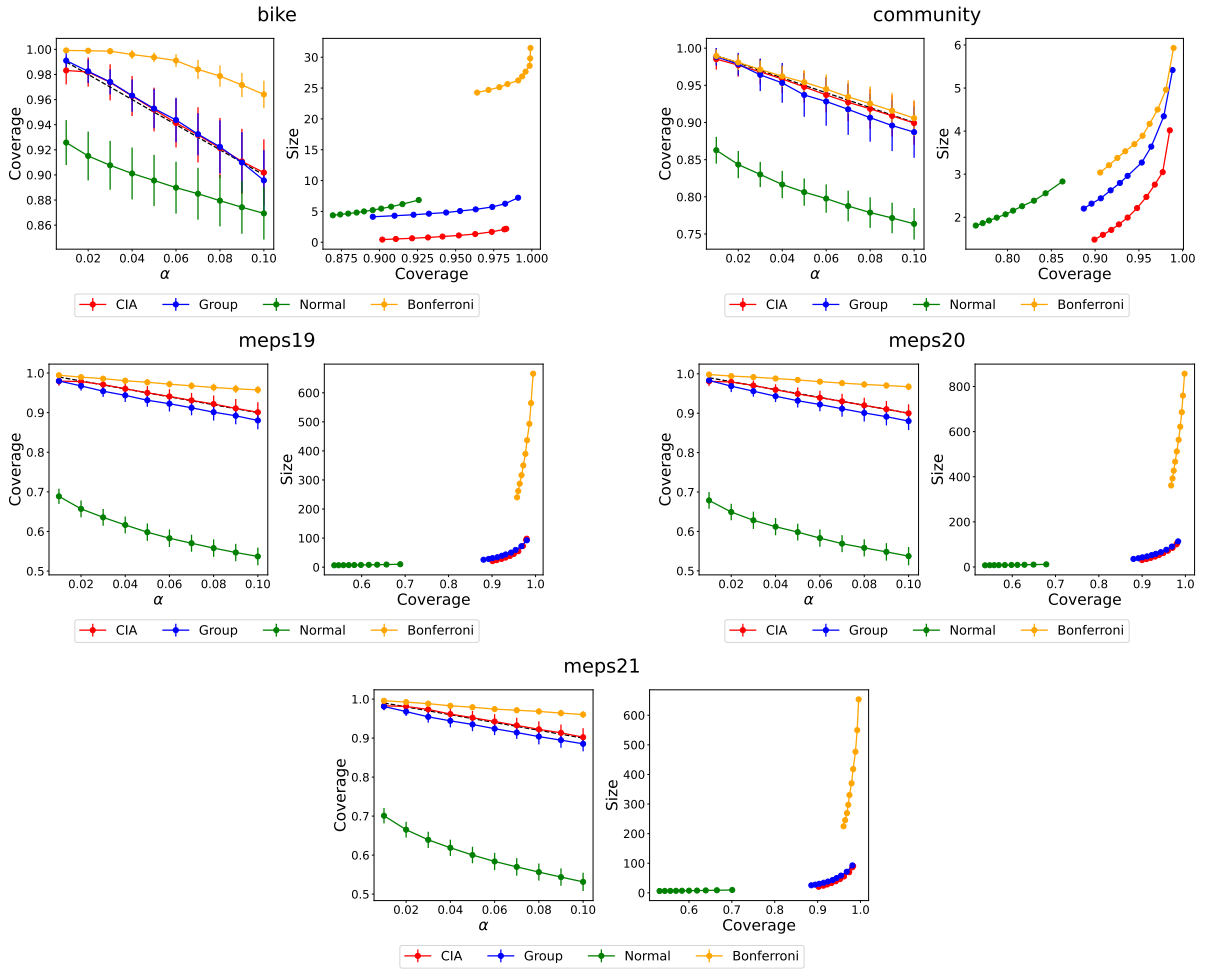 bike
1.00
0.98
0.96
0.94
0.92
0.90
0.88
0.86
Coverage
0.02 0.04 0.06 0.08 0.10
α
30
25
20
15
10
5
0
Size
0.875 0.900 0.925 0.950 0.975 1.000
Coverage
CIA Group Normal Bonferroni
community
1.00
0.95
0.90
0.85
0.80
0.75
Coverage
0.02 0.04 0.06 0.08 0.10
α
6
5
4
3
2
Size
0.80 0.85 0.90 0.95 1.00
Coverage
CIA Group Normal Bonferroni
meps19
1.0
0.9
0.8
0.7
0.6
0.5
Coverage
0.02 0.04 0.06 0.08 0.10
α
600
500
400
300
200
100
0
Size
0.6 0.7 0.8 0.9 1.0
Coverage
CIA Group Normal Bonferroni
meps20
1.0
0.9
0.8
0.7
0.6
0.5
Coverage
0.02 0.04 0.06 0.08 0.10
α
800
600
400
200
0
Size
0.6 0.7 0.8 0.9 1.0
Coverage
CIA Group Normal Bonferroni
meps21
1.0
0.9
0.8
0.7
0.6
0.5
Coverage
0.02 0.04 0.06 0.08 0.10
α
600
500
400
300
200
100
0
Size
0.6 0.7 0.8 0.9 1.0
Coverage
CIA Group Normal Bonferroni